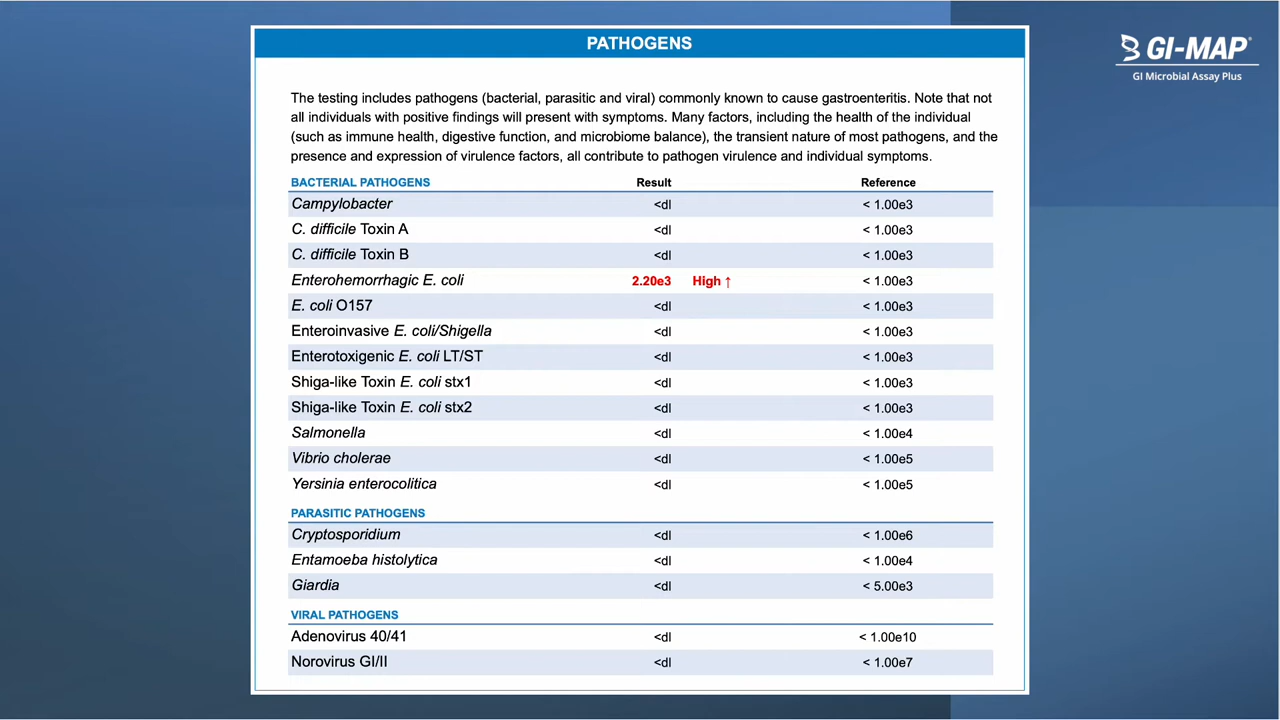 PATHOGENS
GI-MAP®
GI Microbial Assay Plus
The testing includes pathogens (bacterial, parasitic and viral) commonly known to cause gastroenteritis. Note that not
all individuals with positive findings will present with symptoms. Many factors, including the health of the individual
(such as immune health, digestive function, and microbiome balance), the transient nature of most pathogens, and the
presence and expression of virulence factors, all contribute to pathogen virulence and individual symptoms.
BACTERIAL PATHOGENS Result Reference
Campylobacter <dl < 1.00e3
C. difficile Toxin A <dl < 1.00e3
C. difficile Toxin B <dl < 1.00e3
Enterohemorrhagic E. coli 2.20e3 High ↑ < 1.00e3
E. coli O157 <dl < 1.00e3
Enteroinvasive E. coli/Shigella <dl < 1.00e3
Enterotoxigenic E. coli LT/ST <dl < 1.00e3
Shiga-like Toxin E. coli stx1 <dl < 1.00e3
Shiga-like Toxin E. coli stx2 <dl < 1.00e3
Salmonella <dl < 1.00e4
Vibrio cholerae <dl < 1.00e5
Yersinia enterocolitica <dl < 1.00e5
PARASITIC PATHOGENS
Cryptosporidium <dl < 1.00e6
Entamoeba histolytica <dl < 1.00e4
Giardia <dl < 5.00e3
VIRAL PATHOGENS
Adenovirus 40/41 <dl < 1.00e10
Norovirus GI/II <dl < 1.00e7